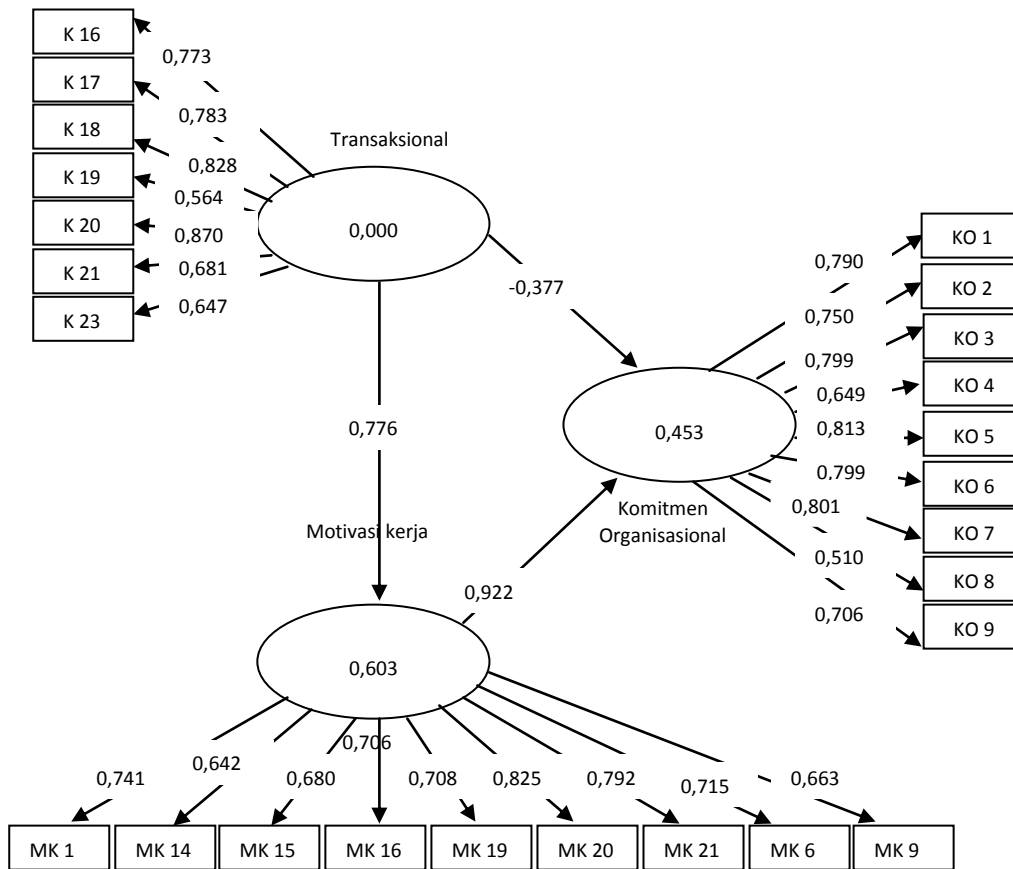 K 16
0,773
K 17
0,783
K 18
Transaksional
0,828
K 19
0,564
K 20
0,870
0,000
K 21
0,681
K 23
0,647
-0,377
KO 1
0,790
KO 2
0,750
KO 3
0,799
KO 4
0,649
0,776
0,453
0,813
KO 5
0,799
KO 6
0,801
Komitmen
Organisasional
Motivasi kerja
KO 7
0,510
KO 8
0,922
0,706
KO 9
0,603
0,706
0,741
0,642
0,680
0,708
0,825
0,792
0,715
0,663
MK 1
MK 14
MK 15
MK 16
MK 19
MK 20
MK 21
MK 6
MK 9